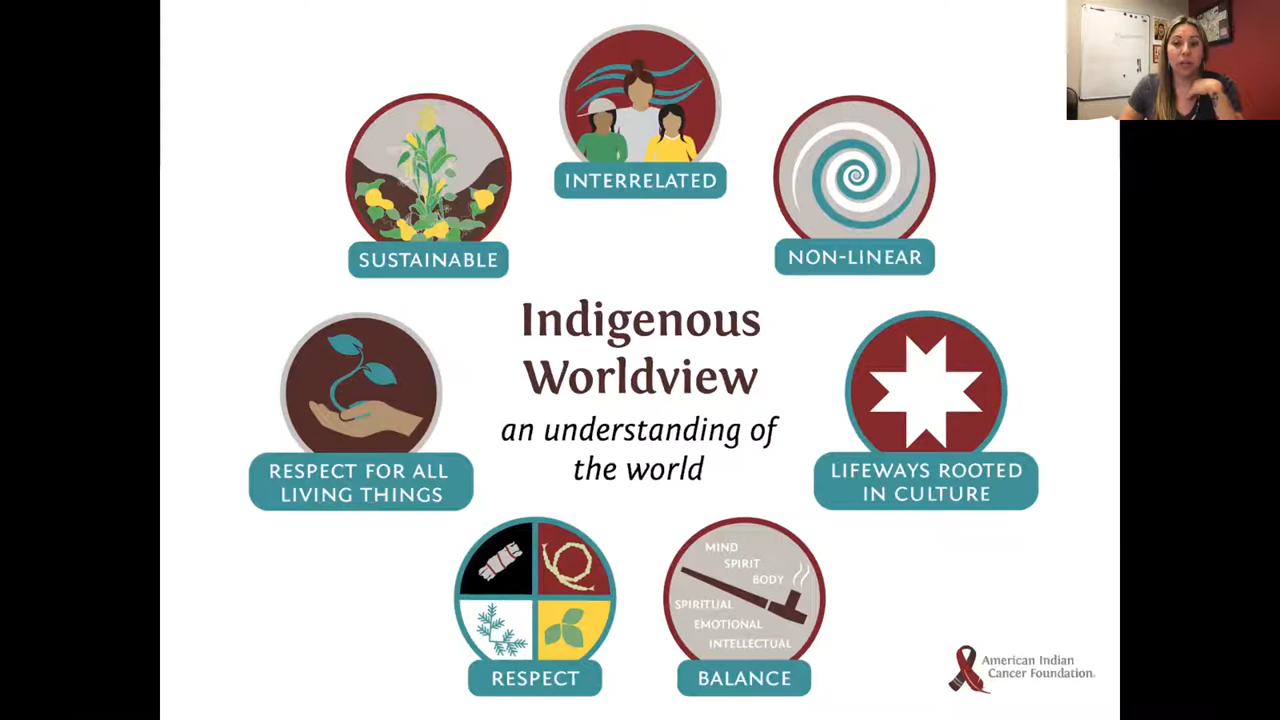 INTERRELATED
SUSTAINABLE
NON-LINEAR
Indigenous
Worldview
an understanding of
the world
RESPECT FOR ALL
LIVING THINGS
LIFEWAYS ROOTED
IN CULTURE
MIND
SPIRIT
BODY
SPIRITUAL
EMOTIONAL
INTELLECTUAL
RESPECT
BALANCE
American Indian
Cancer Foundation.